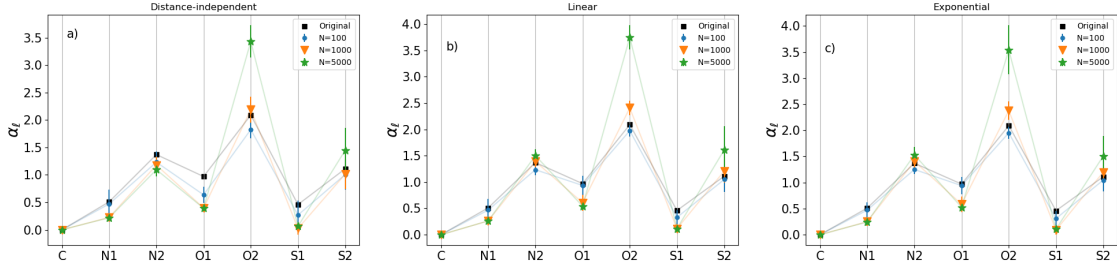 Distance-independent
a)
Original
N=100
N=1000
N=5000
αℓ
3.5
3.0
2.5
2.0
1.5
1.0
0.5
0.0
C N1 N2 O1 O2 S1 S2
Linear
b)
Original
N=100
N=1000
N=5000
αℓ
4.0
3.5
3.0
2.5
2.0
1.5
1.0
0.5
0.0
C N1 N2 O1 O2 S1 S2
Exponential
c)
Original
N=100
N=1000
N=5000
αℓ
4.0
3.5
3.0
2.5
2.0
1.5
1.0
0.5
0.0
C N1 N2 O1 O2 S1 S2